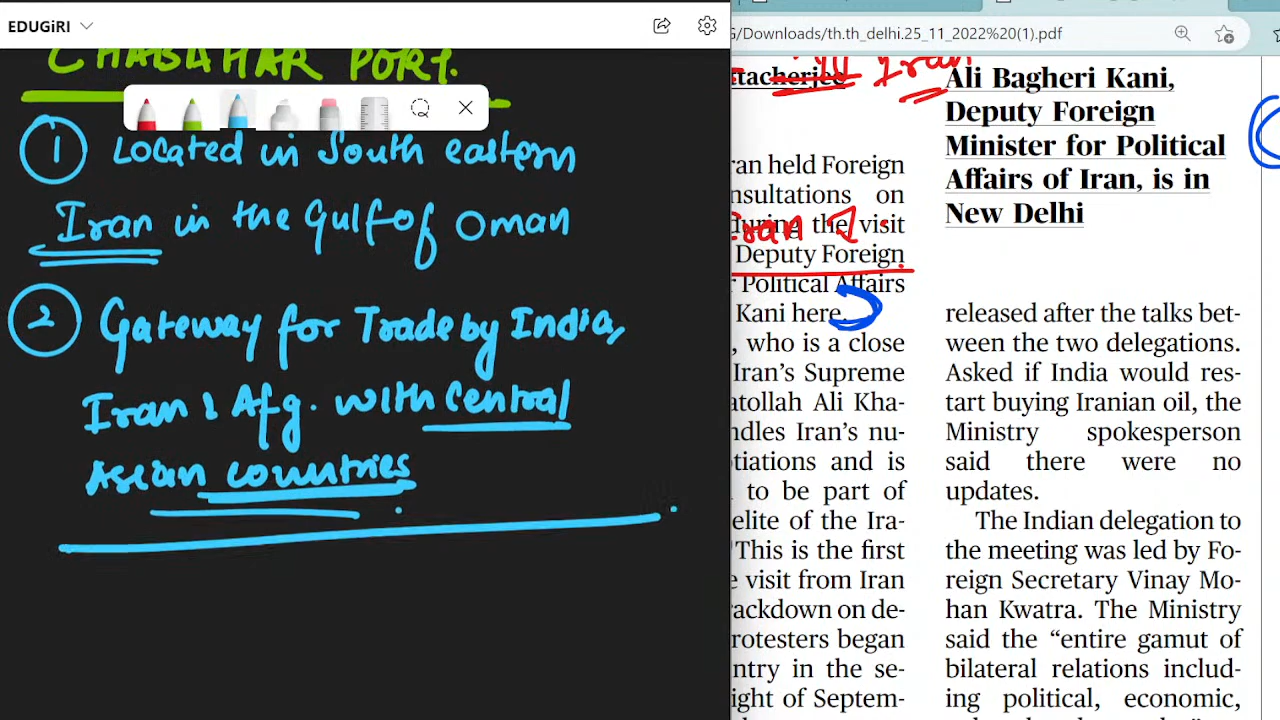 EDUGiRI
CHABAHAR PORT.
1 Located in South eastern
Iran in the Gulf of Oman
2 Gateway for Trade by India,
Iran & Afg. with Central
Asian countries
G/Downloads/th.th_delhi.25_11_2022%20(1).pdf
ttacherjee
Iran
ran held Foreign
nsultations on
during the visit
Iran
Deputy Foreign
r Political Affairs
Kani here.
, who is a close
Iran's Supreme
atollah Ali Kha-
ndles Iran's nu-
otiations and is
to be part of
elite of the Ira-
This is the first
e visit from Iran
rackdown on de-
rotesters began
ntry in the se-
ight of Septem-
Ali Bagheri Kani,
Deputy Foreign
Minister for Political
Affairs of Iran, is in
New Delhi
released after the talks bet-
ween the two delegations.
Asked if India would res-
tart buying Iranian oil, the
Ministry spokesperson
said there were no
updates.
The Indian delegation to
the meeting was led by Fo-
reign Secretary Vinay Mo-
han Kwatra. The Ministry
said the "entire gamut of
bilateral relations includ-
ing political, economic,